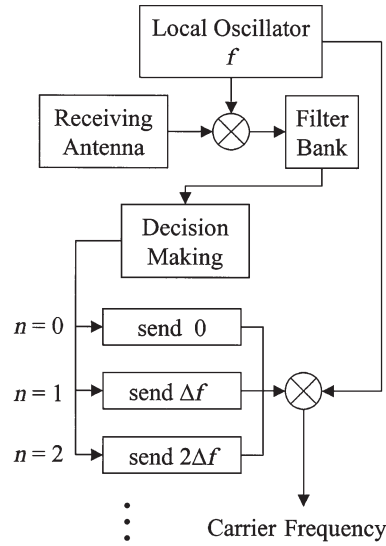 Local Oscillator
f
Receiving
Antenna
Filter
Bank
Decision
Making
n = 0
send 0
n = 1
send Δf
n = 2
send 2Δf
Carrier Frequency